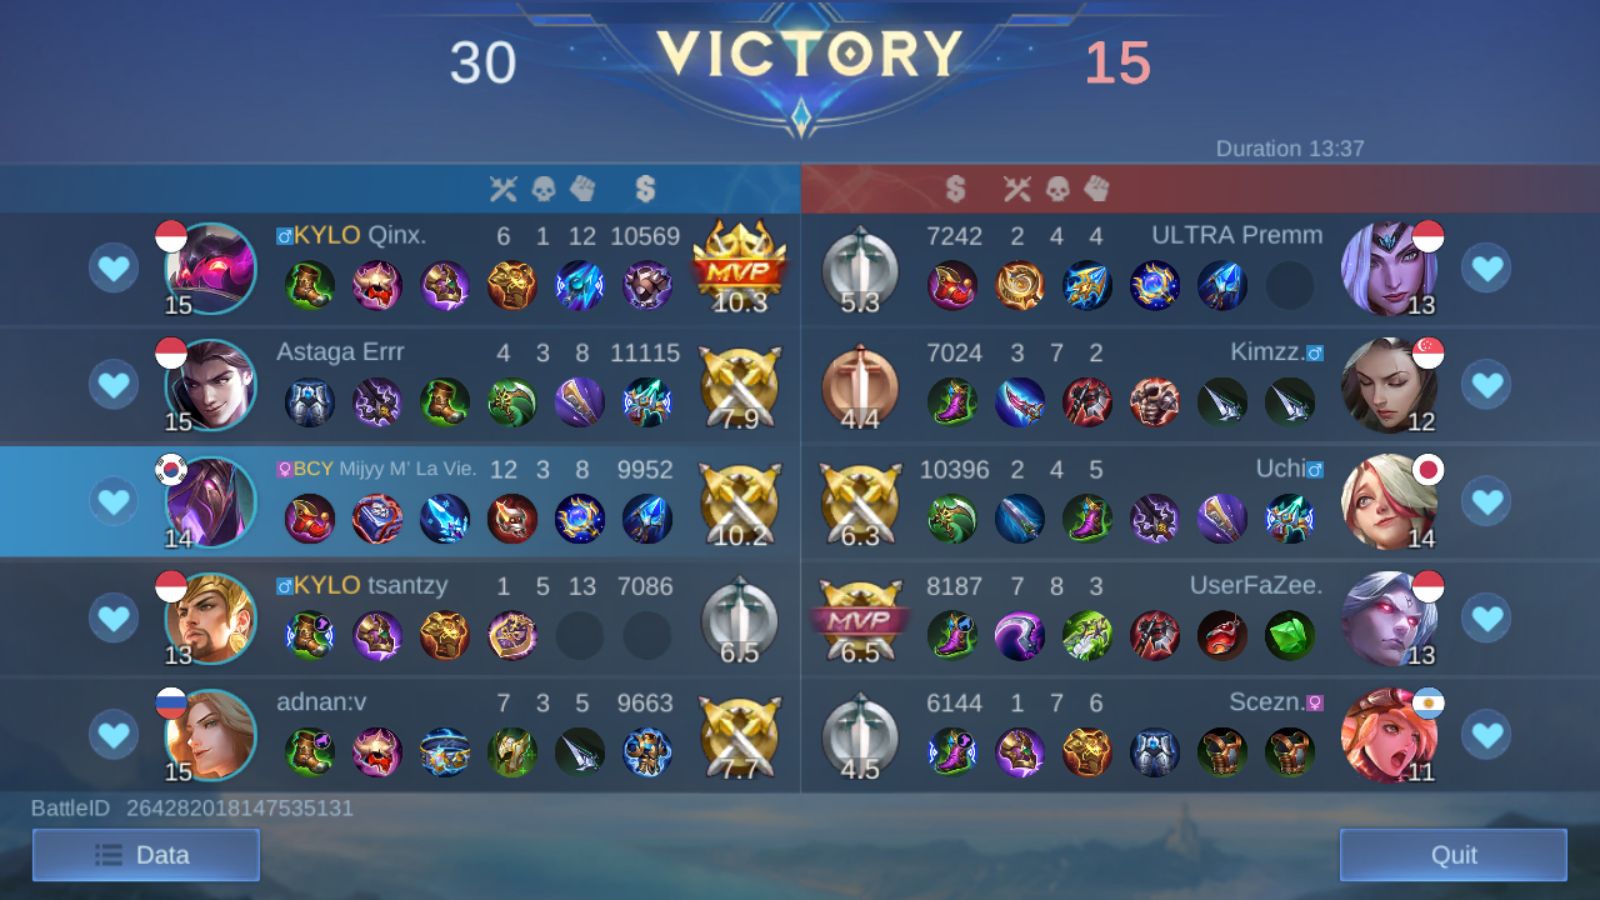 30 VICTORY 15
Duration 13:37
KYLO Qinx. 6 1 12 10569 MVP 10.3
15
5.3 7242 2 4 4 ULTRA Premm
13
Astaga Errr 4 3 8 11115 7.9
15
4.4 7024 3 7 2 Kimzz.
12
BCY Mijyy M' La Vie. 12 3 8 9952 10.2
14
6.3 10396 2 4 5 Uchi
14
KYLO tsantzy 1 5 13 7086 6.5
13
MVP 6.5 8187 7 8 3 UserFaZee.
13
adnan:v 7 3 5 9663 7.7
15
4.5 6144 1 7 6 Scezn.
11
BattleID 264282018147535131
Data
Quit